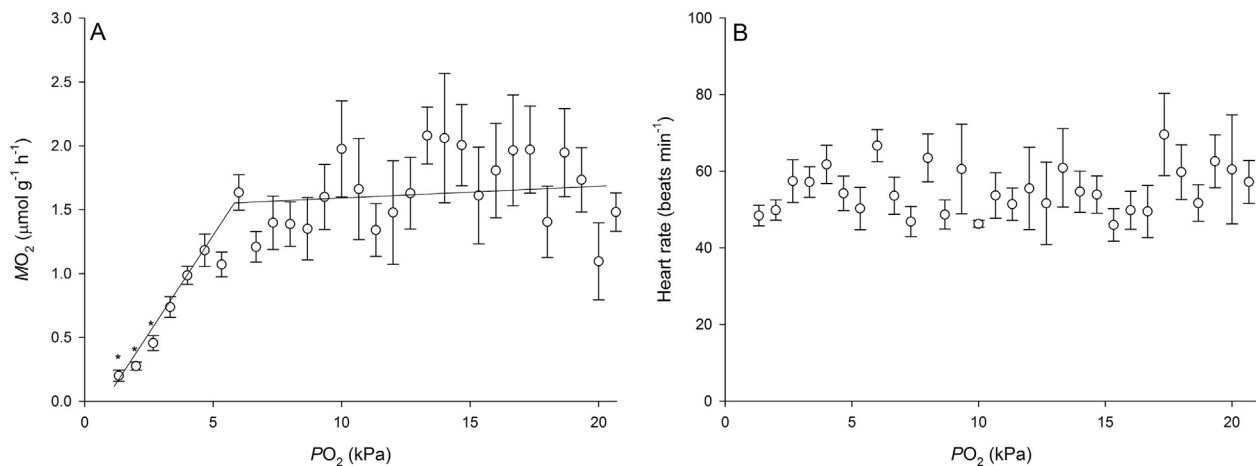 A
3.0
2.5
2.0
1.5
1.0
0.5
0.0
MO₂ (μmol g⁻¹ h⁻¹)
* * *
0 5 10 15 20
PO₂ (kPa)
B
100
80
60
40
20
0
Heart rate (beats min⁻¹)
0 5 10 15 20
PO₂ (kPa)